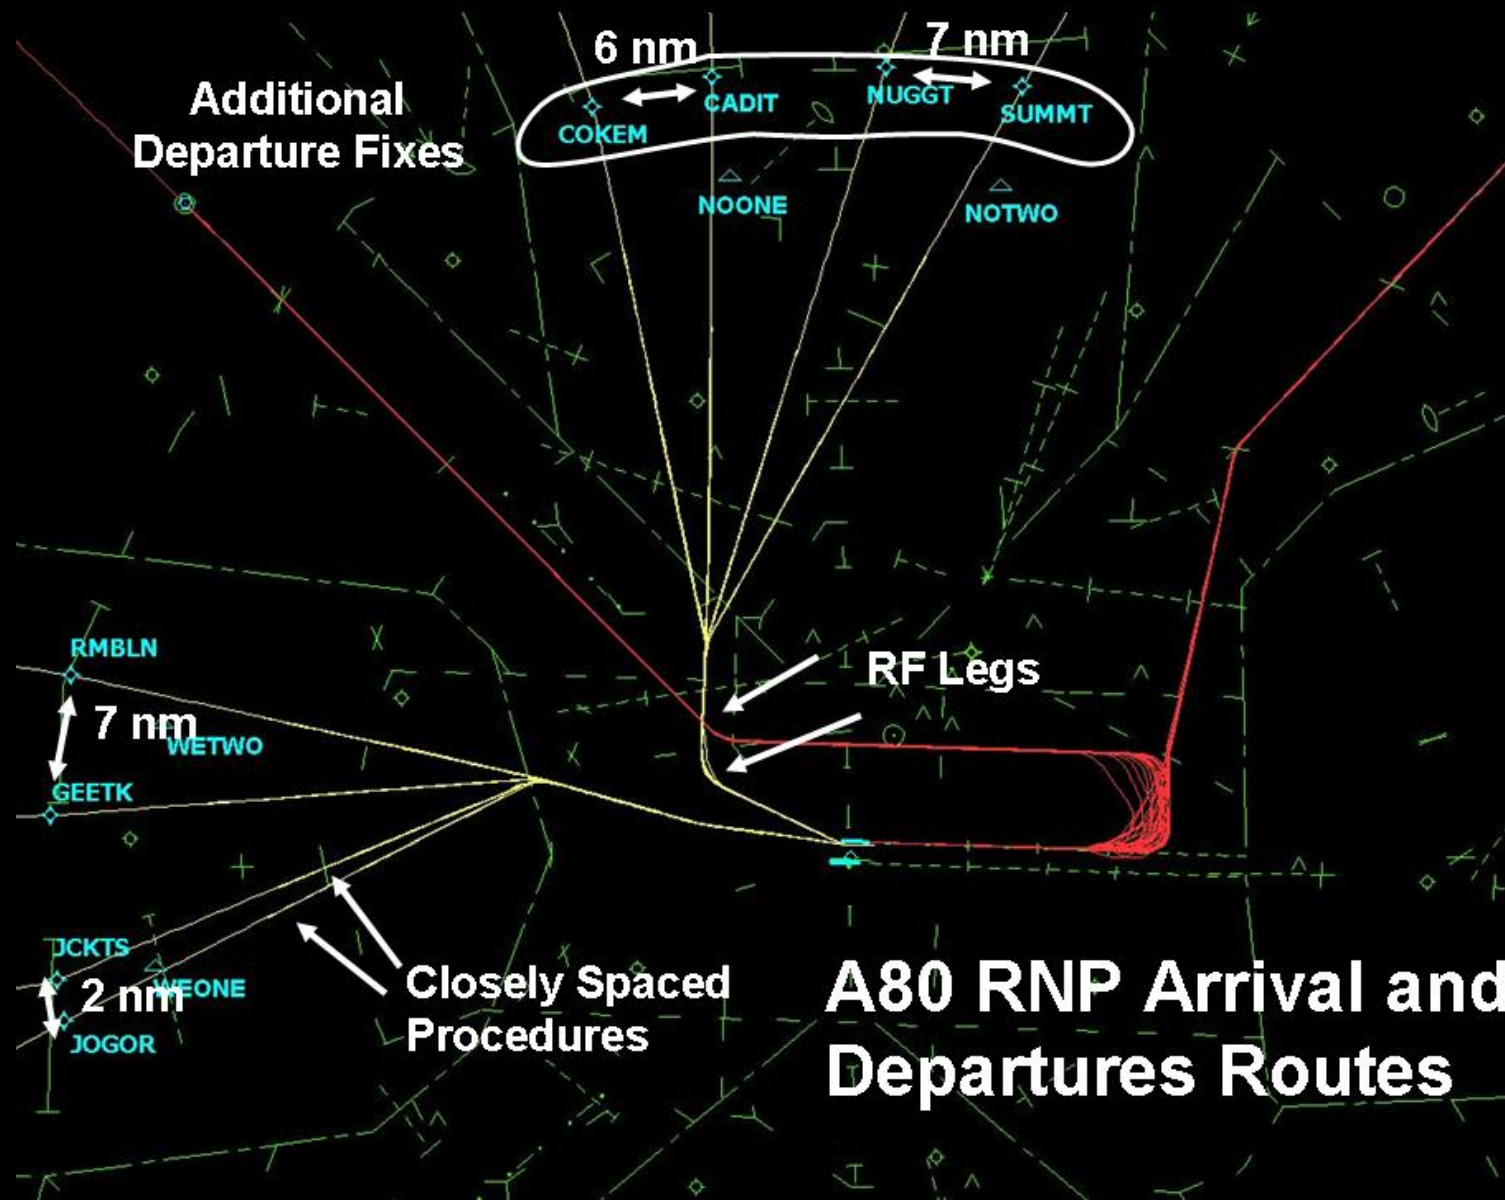 6 nm
7 nm
Additional
Departure Fixes
COKEM
CADIT
NUGGT
SUMMT
NOONE
NOTWO
RF Legs
RMBLN
7 nm
WETWO
GEETK
JCKTS
2 nm
WEONE
JOGOR
Closely Spaced
Procedures
A80 RNP Arrival and
Departures Routes